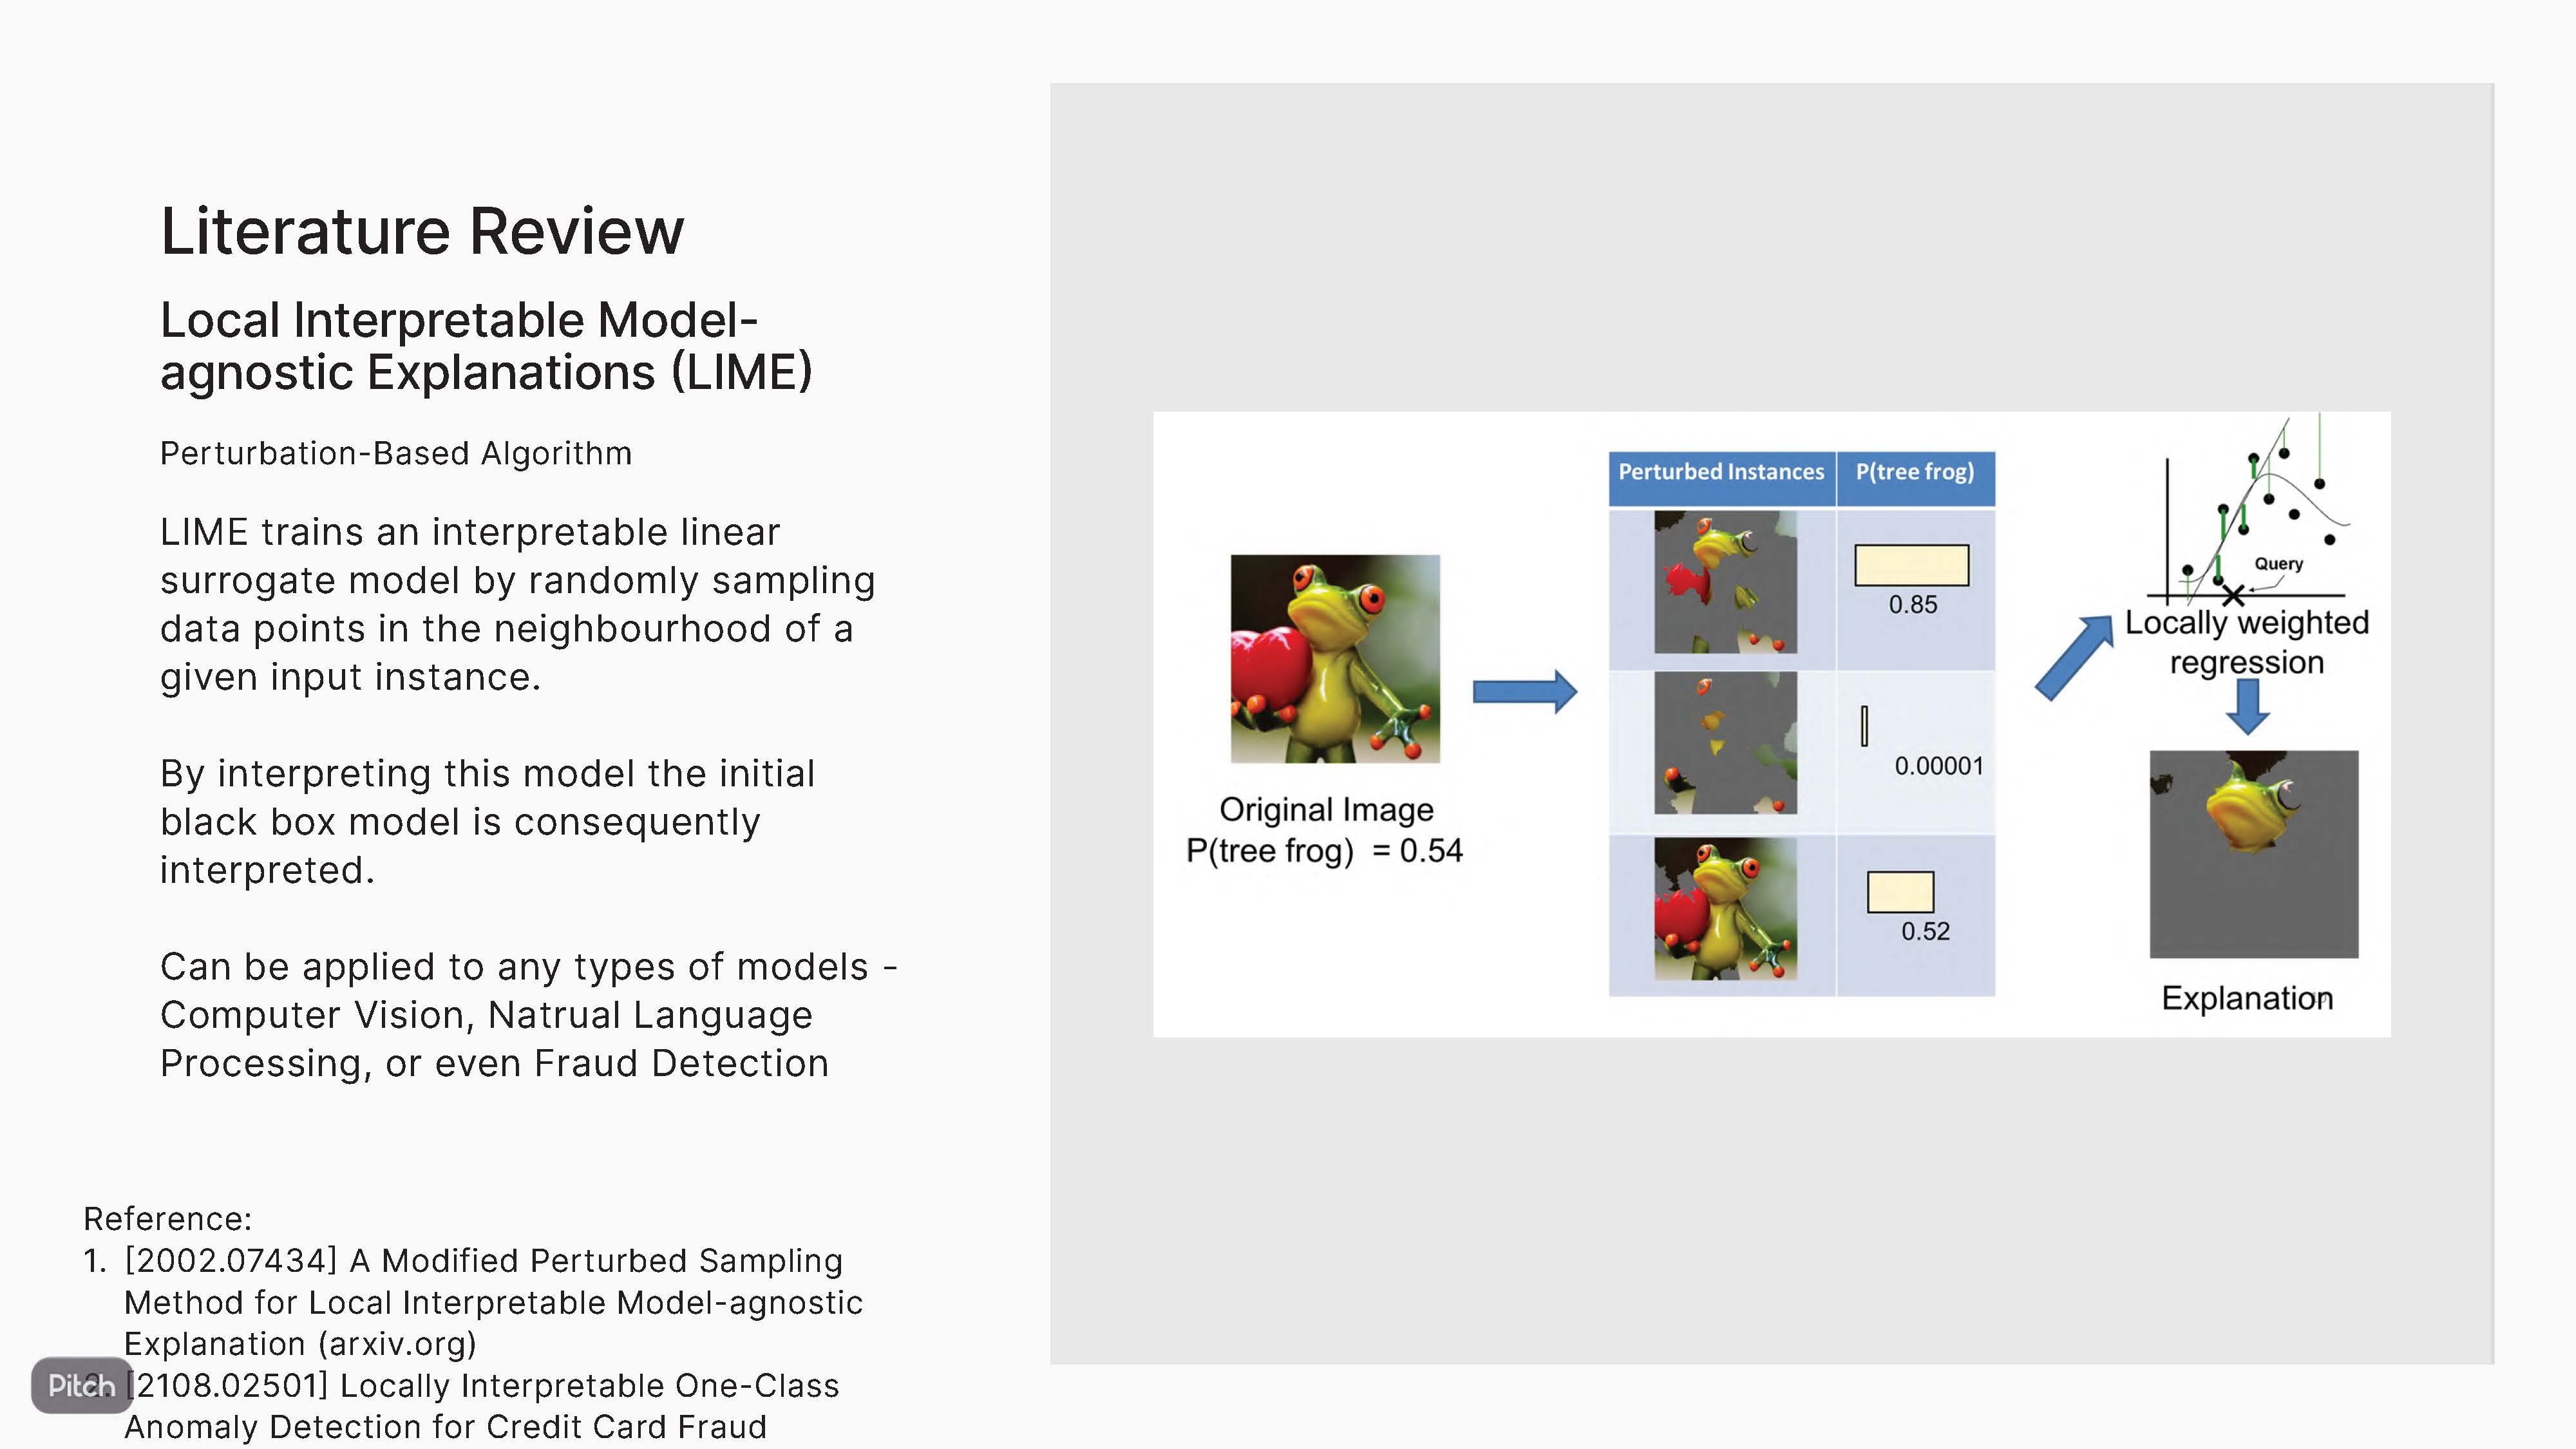 Literature Review
Local Interpretable Model-
agnostic Explanations (LIME)
Perturbation-Based Algorithm
LIME trains an interpretable linear
surrogate model by randomly sampling
data points in the neighbourhood of a
given input instance.
By interpreting this model the initial
black box model is consequently
interpreted.
Can be applied to any types of models -
Computer Vision, Natrual Language
Processing, or even Fraud Detection
Reference:
1. [2002.07434] A Modified Perturbed Sampling
Method for Local Interpretable Model-agnostic
Explanation (arxiv.org)
2. [2108.02501] Locally Interpretable One-Class
Anomaly Detection for Credit Card Fraud
Pitch
Original Image
P(tree frog) = 0.54
Perturbed Instances P(tree frog)
0.85
0.00001
0.52
Query
Locally weighted
regression
Explanation